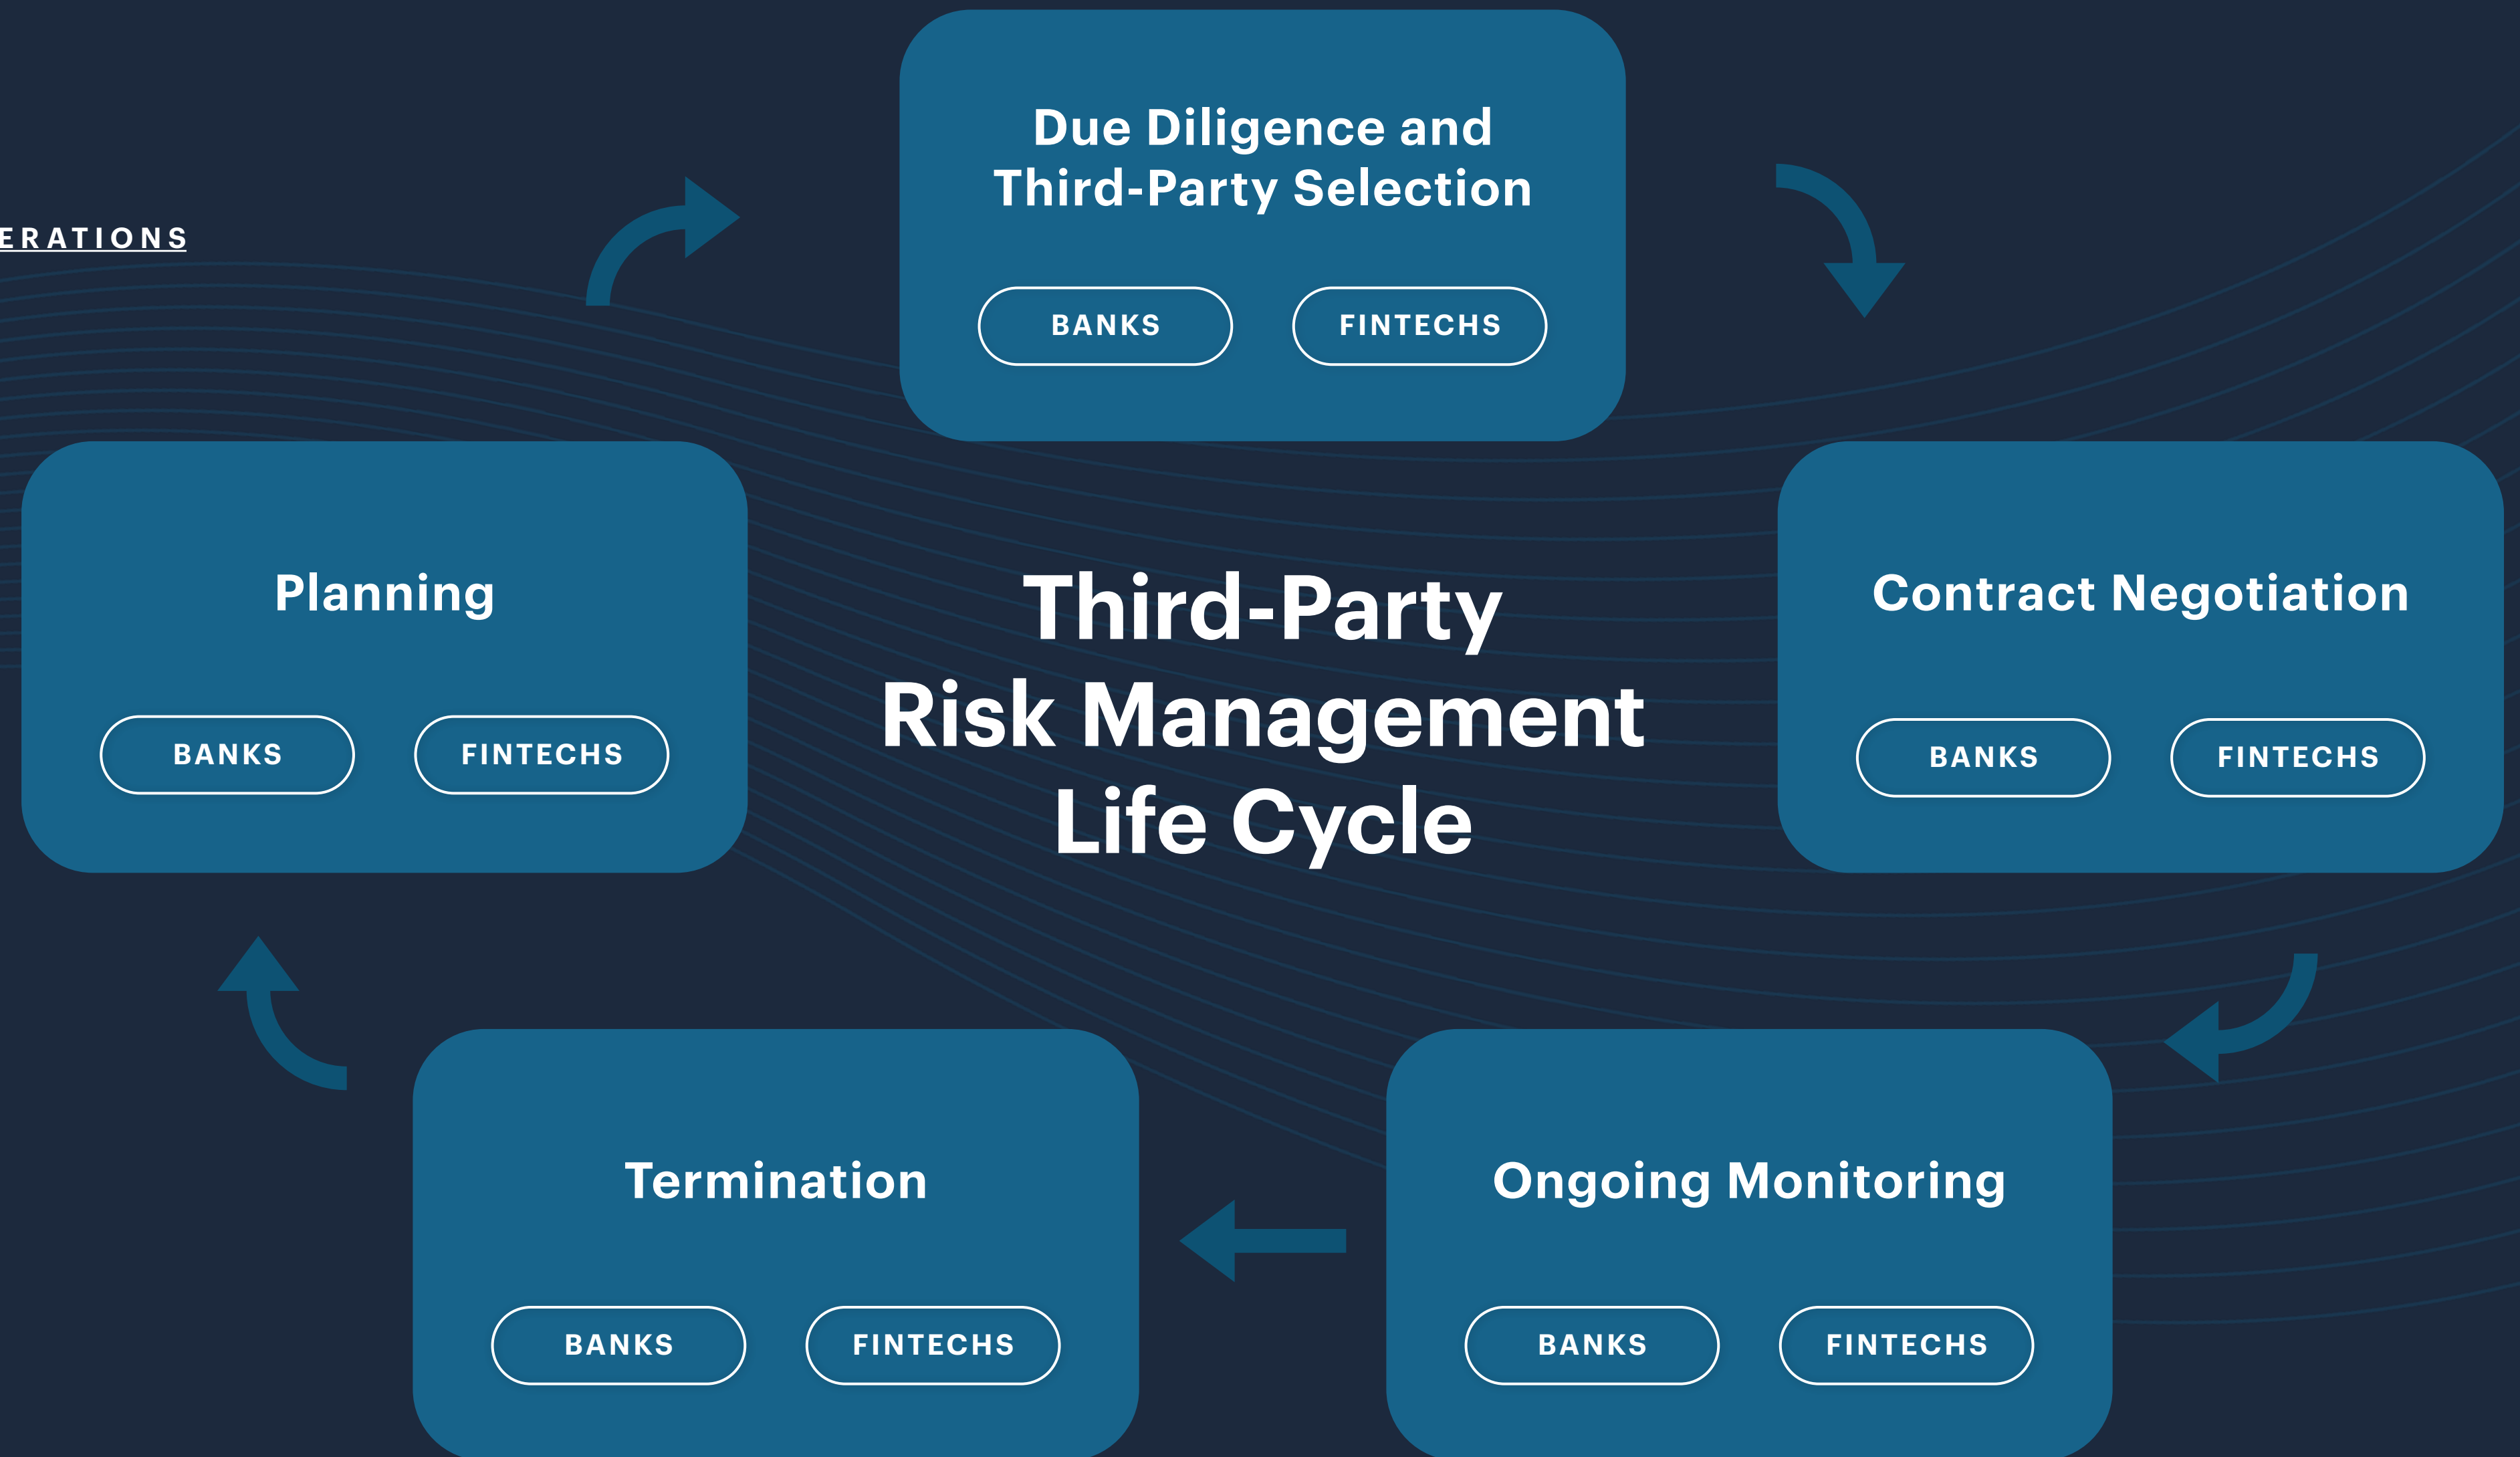 Due Diligence and
Third-Party Selection
BANKS
FINTECHS
ERATIONS
Planning
BANKS
FINTECHS
Third-Party
Risk Management
Life Cycle
Contract Negotiation
BANKS
FINTECHS
Termination
BANKS
FINTECHS
Ongoing Monitoring
BANKS
FINTECHS